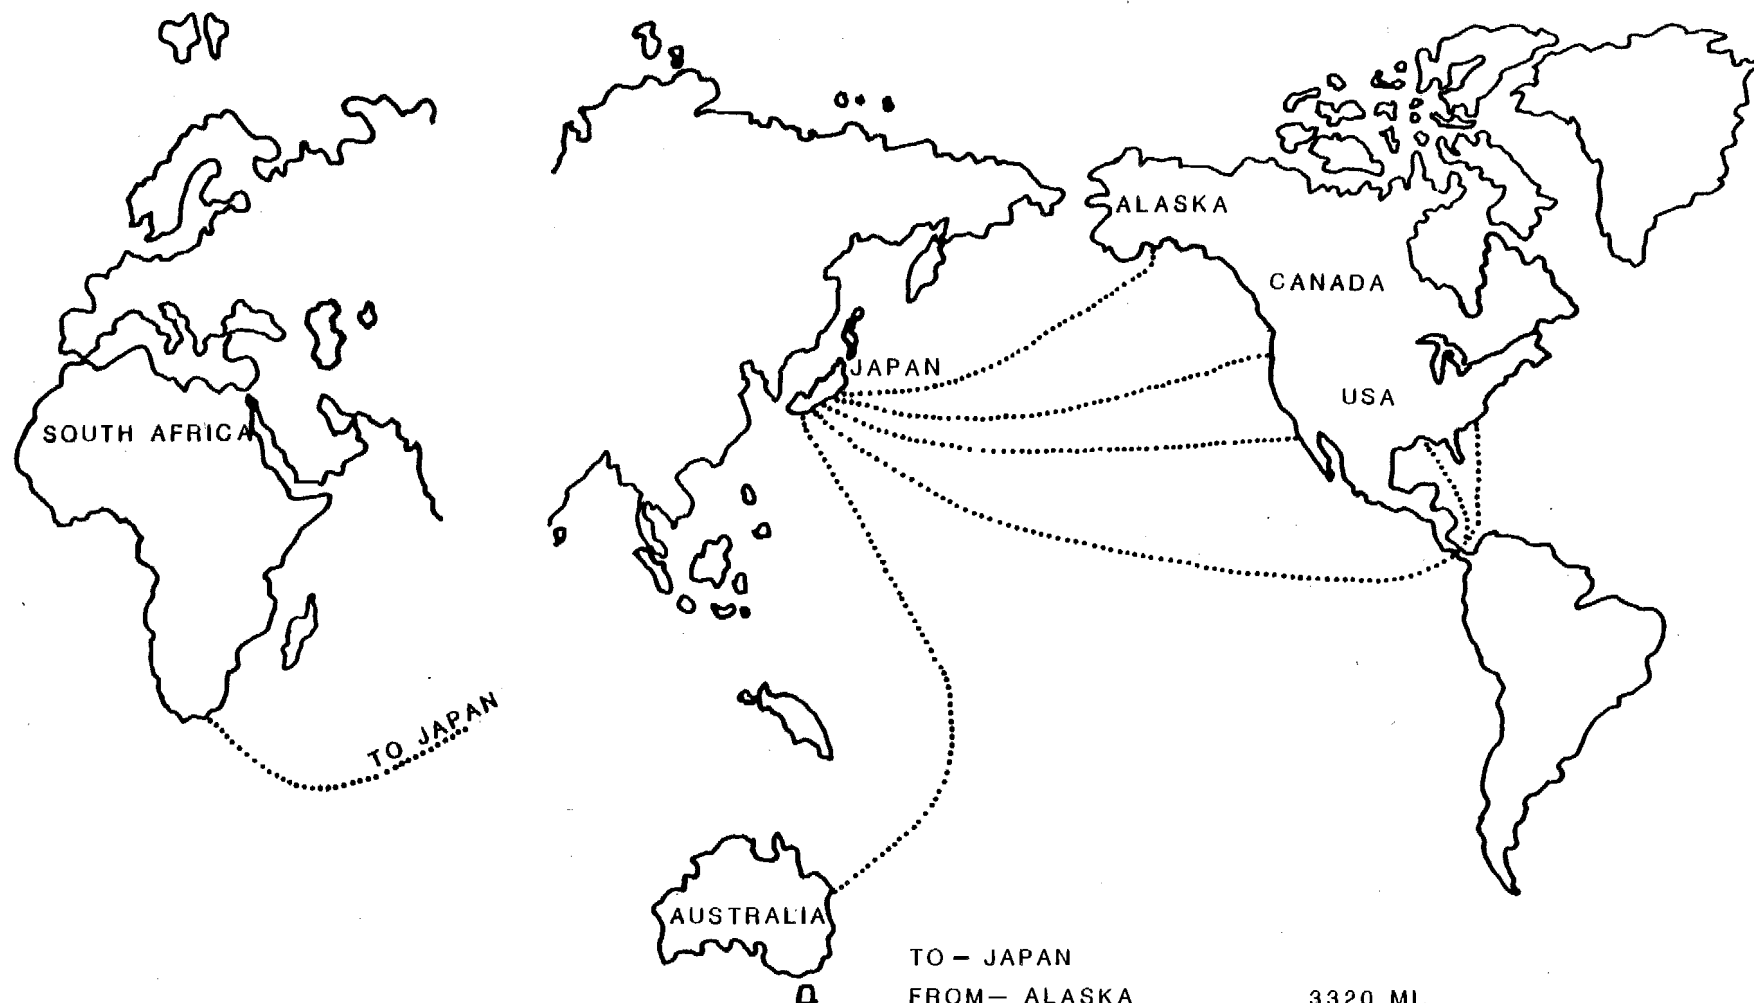 ALASKA
CANADA
JAPAN
USA
SOUTH AFRICA
TO JAPAN
AUSTRALIA
TO — JAPAN
FROM — ALASKA 3320 MI